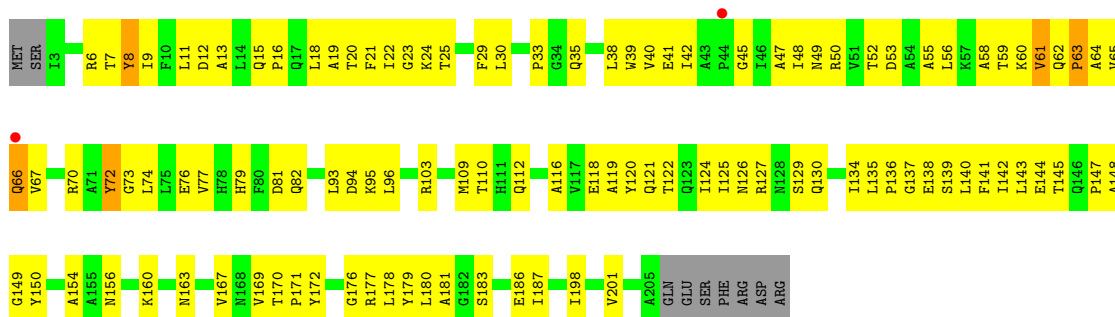 MET SER I3 R6 T7 Y8 I9 F10 L11 D12 A13 L14 Q15 P16 Q17 L18 A19 T20 F21 I22 G23 K24 T25 F29 L30 P33 G34 Q35 L38 W39 V40 E41 I42 A43 P44 G45 I46 A47 I48 N49 R50 V51 T52 D53 A54 A55 L56 K57 A58 T59 K60 V61 Q62 P63 A64 V65
Q66 V67 R70 A71 Y72 G73 L74 L75 E76 V77 H78 H79 F80 D81 Q82 L93 D94 K95 L96 R103 M109 T110 H111 Q112 A116 V117 E118 A119 Y120 Q121 T122 Q123 I124 I125 N126 R127 N128 S129 Q130 I134 L135 P136 G137 E138 S139 L140 F141 I142 L143 E144 T145 Q146 P147 A148
G149 Y150 A154 A155 N156 K160 N163 V167 N168 V169 T170 P171 Y172 G176 R177 L178 Y179 L180 A181 G182 S183 E186 I187 I198 V201 A205 GLN GLU SER PHE ARG ASP ARG